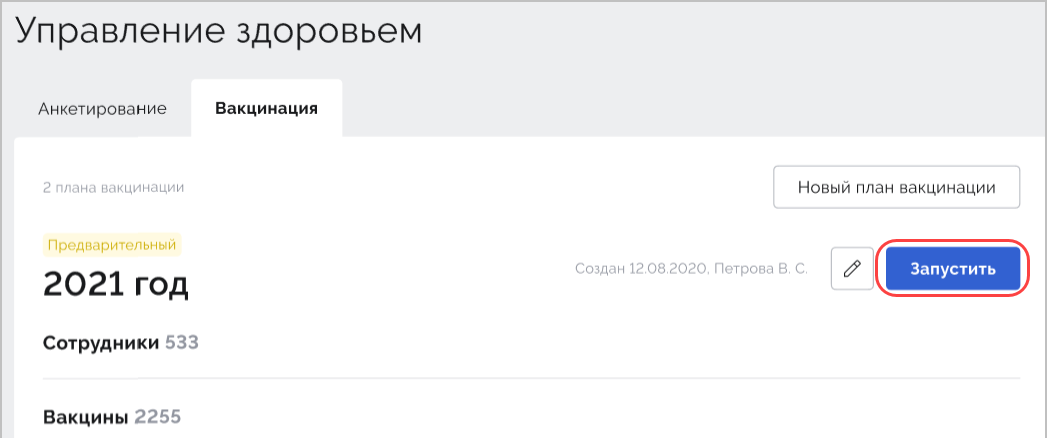 Управление здоровьем
Анкетирование Вакцинация
2 плана вакцинации Новый план вакцинации
Предварительный
2021 год Создан 12.08.2020, Петрова В. С. Запустить
Сотрудники 533
Вакцины 2255